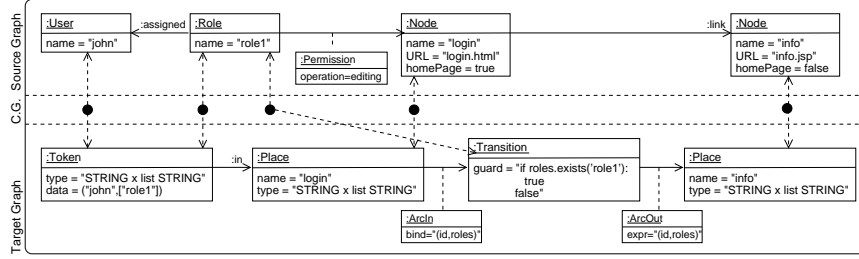 Source Graph
:User
name = "john"
:assigned
:Role
name = "role1"
:Permission
operation=editing
:Node
name = "login"
URL = "login.html"
homePage = true
:link
:Node
name = "info"
URL = "info.jsp"
homePage = false
C.G.
Target Graph
:Token
type = "STRING x list STRING"
data = ("john",["role1"])
:in
:Place
name = "login"
type = "STRING x list STRING"
:ArcIn
bind="(id,roles)"
:Transition
guard = "if roles.exists('role1'):
true
false"
:ArcOut
expr="(id,roles)"
:Place
name = "info"
type = "STRING x list STRING"